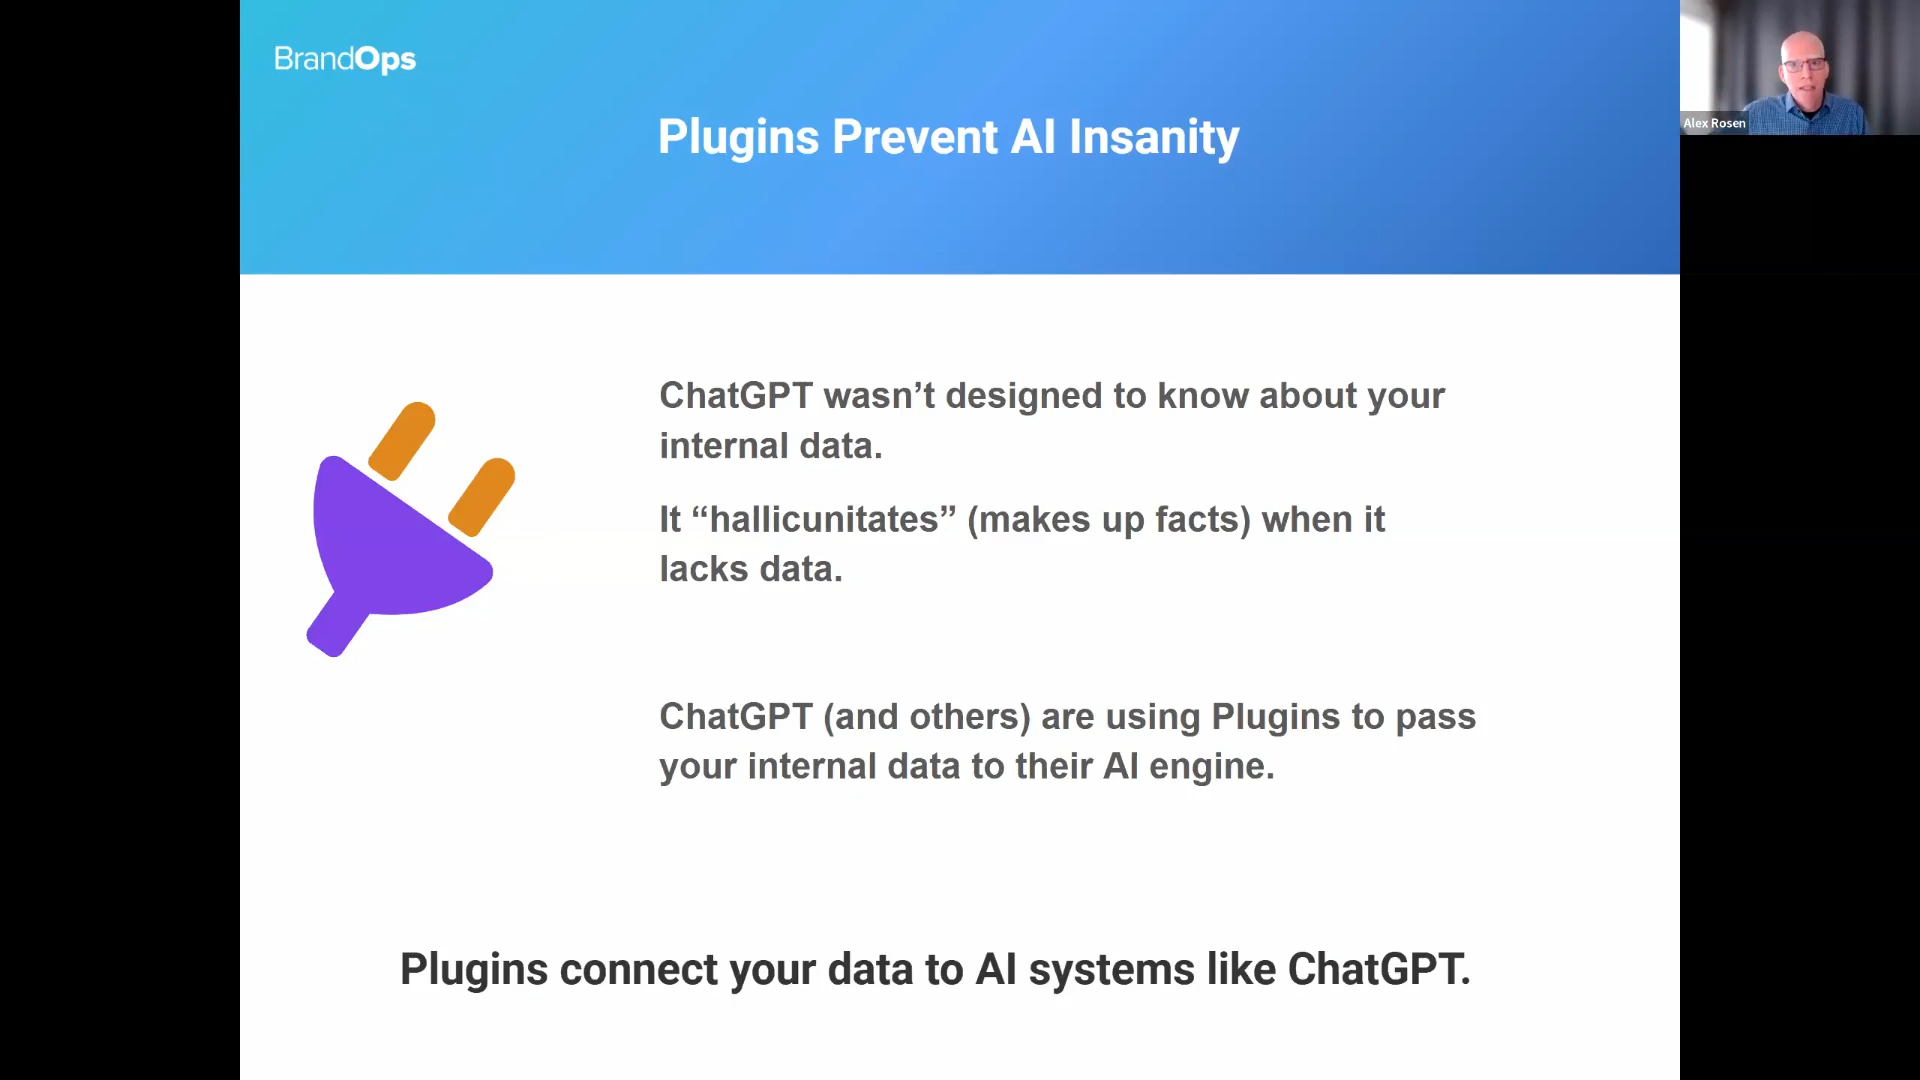 BrandOps
Plugins Prevent AI Insanity
Alex Rosen
ChatGPT wasn’t designed to know about your
internal data.
It “hallicunitates” (makes up facts) when it
lacks data.
ChatGPT (and others) are using Plugins to pass
your internal data to their AI engine.
Plugins connect your data to AI systems like ChatGPT.